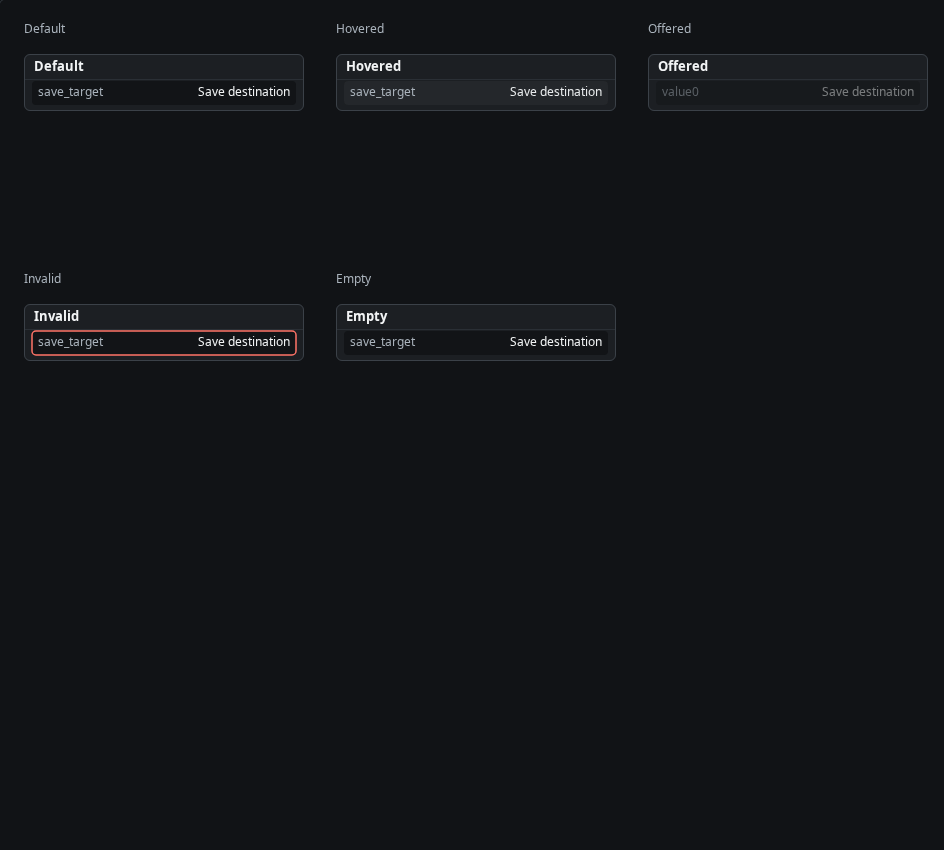 Default
Hovered
Offered
Default
Hovered
Offered
save_target Save destination
save_target Save destination
value0 Save destination
Invalid
Empty
Invalid
Empty
save_target Save destination
save_target Save destination